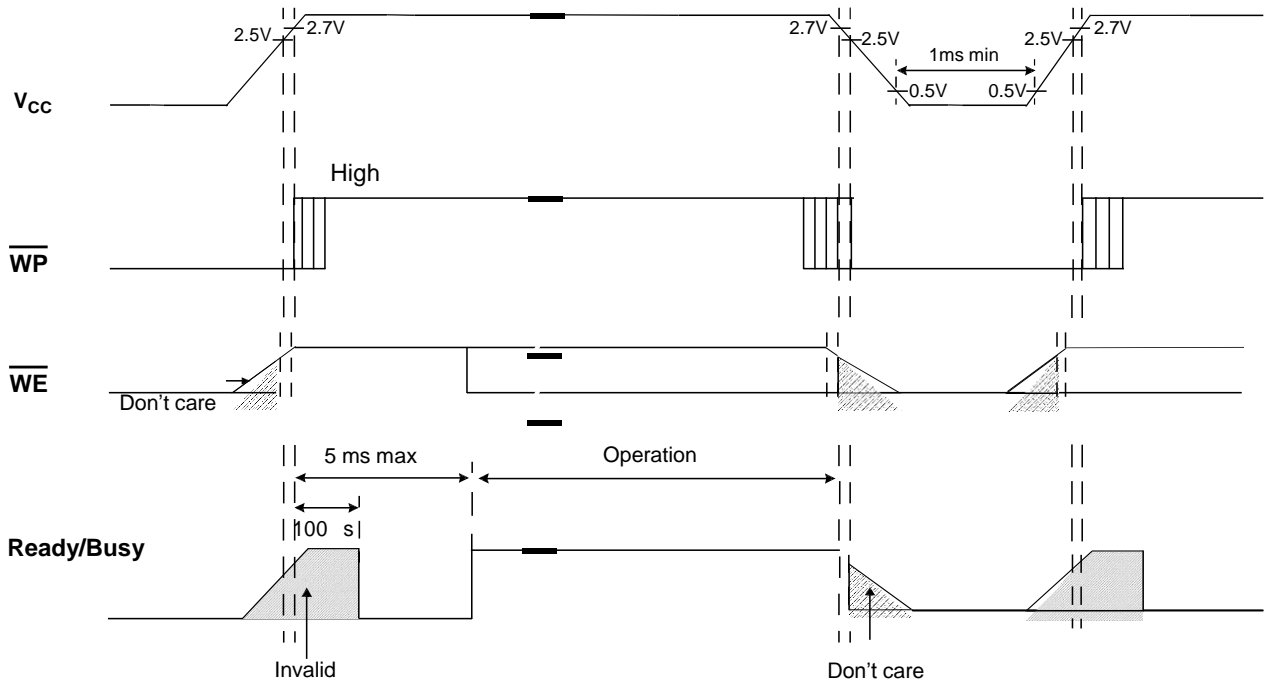 2.5V 2.7V 2.7V 2.5V 2.5V 2.7V
1ms min
0.5V 0.5V
VCC
High
WP
WE
Don't care
5 ms max Operation
100 s
Ready/Busy
Invalid Don't care